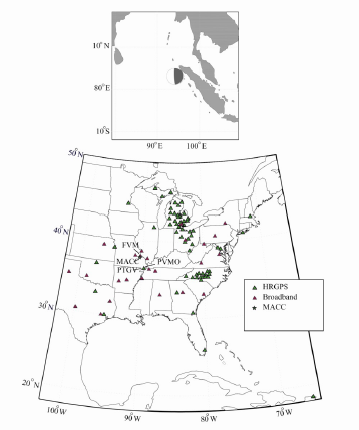 10°N
80°E
10°S
90°E 100°E
50°N
40°N
FVM
MACC PVMO
PTGV
HRGPS
Broadband
MACC
30°N
20°N
100°W 90°W 80°W 70°W